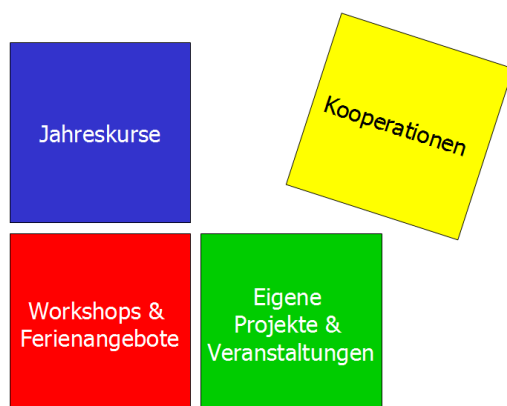 Jahreskurse
Kooperationen
Workshops &
Ferienangebote
Eigene
Projekte &
Veranstaltungen